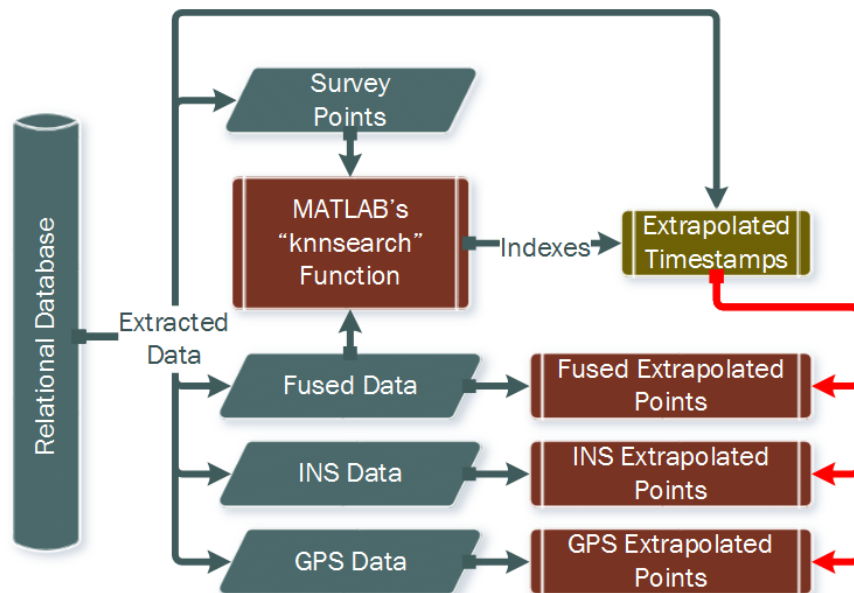 Relational Database
Extracted
Data
Survey
Points
MATLAB's
“knnsearch”
Function
Indexes
Extrapolated
Timestamps
Fused Data
Fused Extrapolated
Points
INS Data
INS Extrapolated
Points
GPS Data
GPS Extrapolated
Points